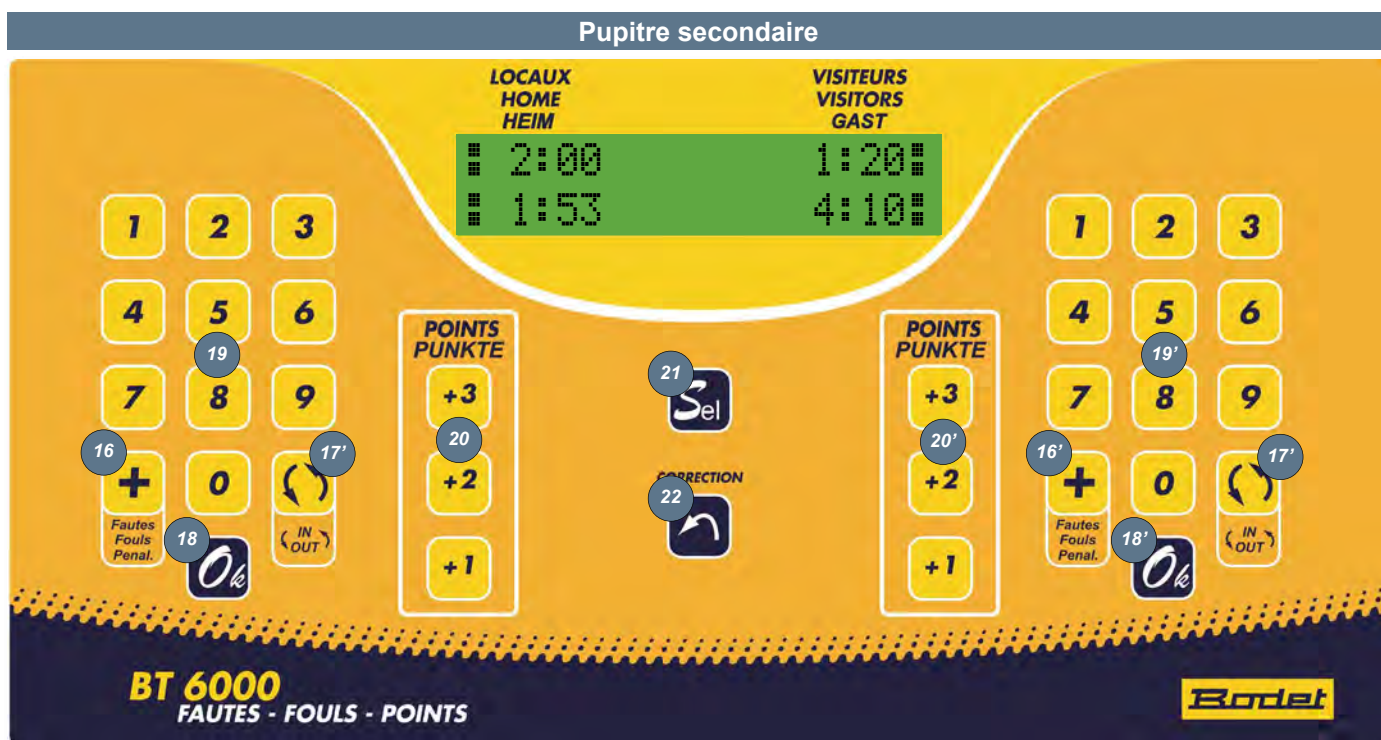 Pupitre secondaire
LOCAUX
HOME
HEIM
VISITEURS
VISITORS
GAST
2:00 1:20
1:53 4:10
1 2 3
4 5 6
19
7 8 9
16 17’
+ 0
Fautes
Fouls
Penal.
18
Ok
IN
OUT
POINTS
PUNKTE
+3
20
+2
+1
21
Sel
CORRECTION
22
POINTS
PUNKTE
+3
20’
+2
+1
1 2 3
4 5 6
19’
7 8 9
16’ 17’
+ 0
Fautes
Fouls
Penal.
18’
Ok
IN
OUT
BT 6000
FAUTES - FOULS - POINTS
Bodet